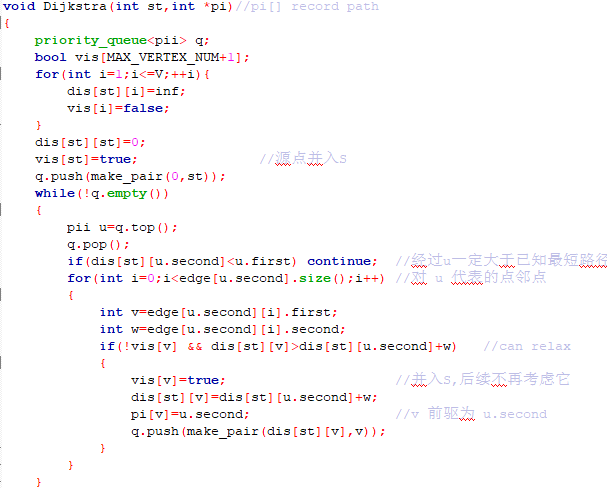 void Dijkstra(int st,int *pi)//pi[] record path
{
    priority_queue<pii> q;
    bool vis[MAX_VERTEX_NUM+1];
    for(int i=1;i<=V;++i){
        dis[st][i]=inf;
        vis[i]=false;
    }
    dis[st][st]=0;
    vis[st]=true;               //源点并入S
    q.push(make_pair(0,st));
    while(!q.empty())
    {
        pii u=q.top();
        q.pop();
        if(dis[st][u.second]<u.first) continue;  //经过u一定大于已知最短路径
        for(int i=0;i<edge[u.second].size();i++) //对 u 代表的点邻点
        {
            int v=edge[u.second][i].first;
            int w=edge[u.second][i].second;
            if(!vis[v] && dis[st][v]>dis[st][u.second]+w)   //can relax
            {
                vis[v]=true;                     //并入S,后续不再考虑它
                dis[st][v]=dis[st][u.second]+w;
                pi[v]=u.second;                  //v 前驱为 u.second
                q.push(make_pair(dis[st][v],v));
            }
        }
    }